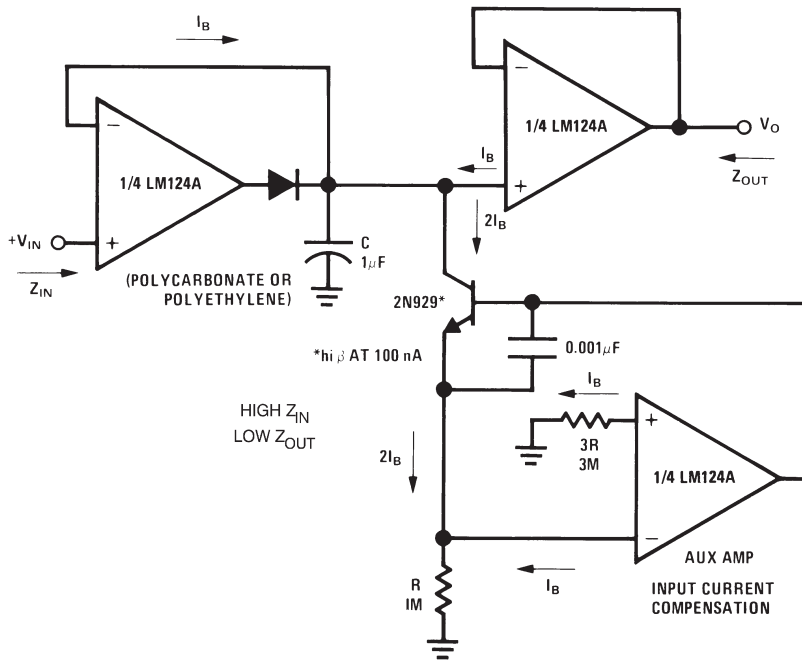 I_B
1/4 LM124A
V_O
−
−
I_B
Z_OUT
1/4 LM124A
+
2I_B
+V_IN
+
Z_IN
C
1μF
(POLYCARBONATE OR
POLYETHYLENE)
2N929*
*hi β AT 100 nA
0.001μF
I_B
HIGH Z_IN
LOW Z_OUT
+
3R
3M
2I_B
1/4 LM124A
−
AUX AMP
I_B
R
1M
INPUT CURRENT
COMPENSATION